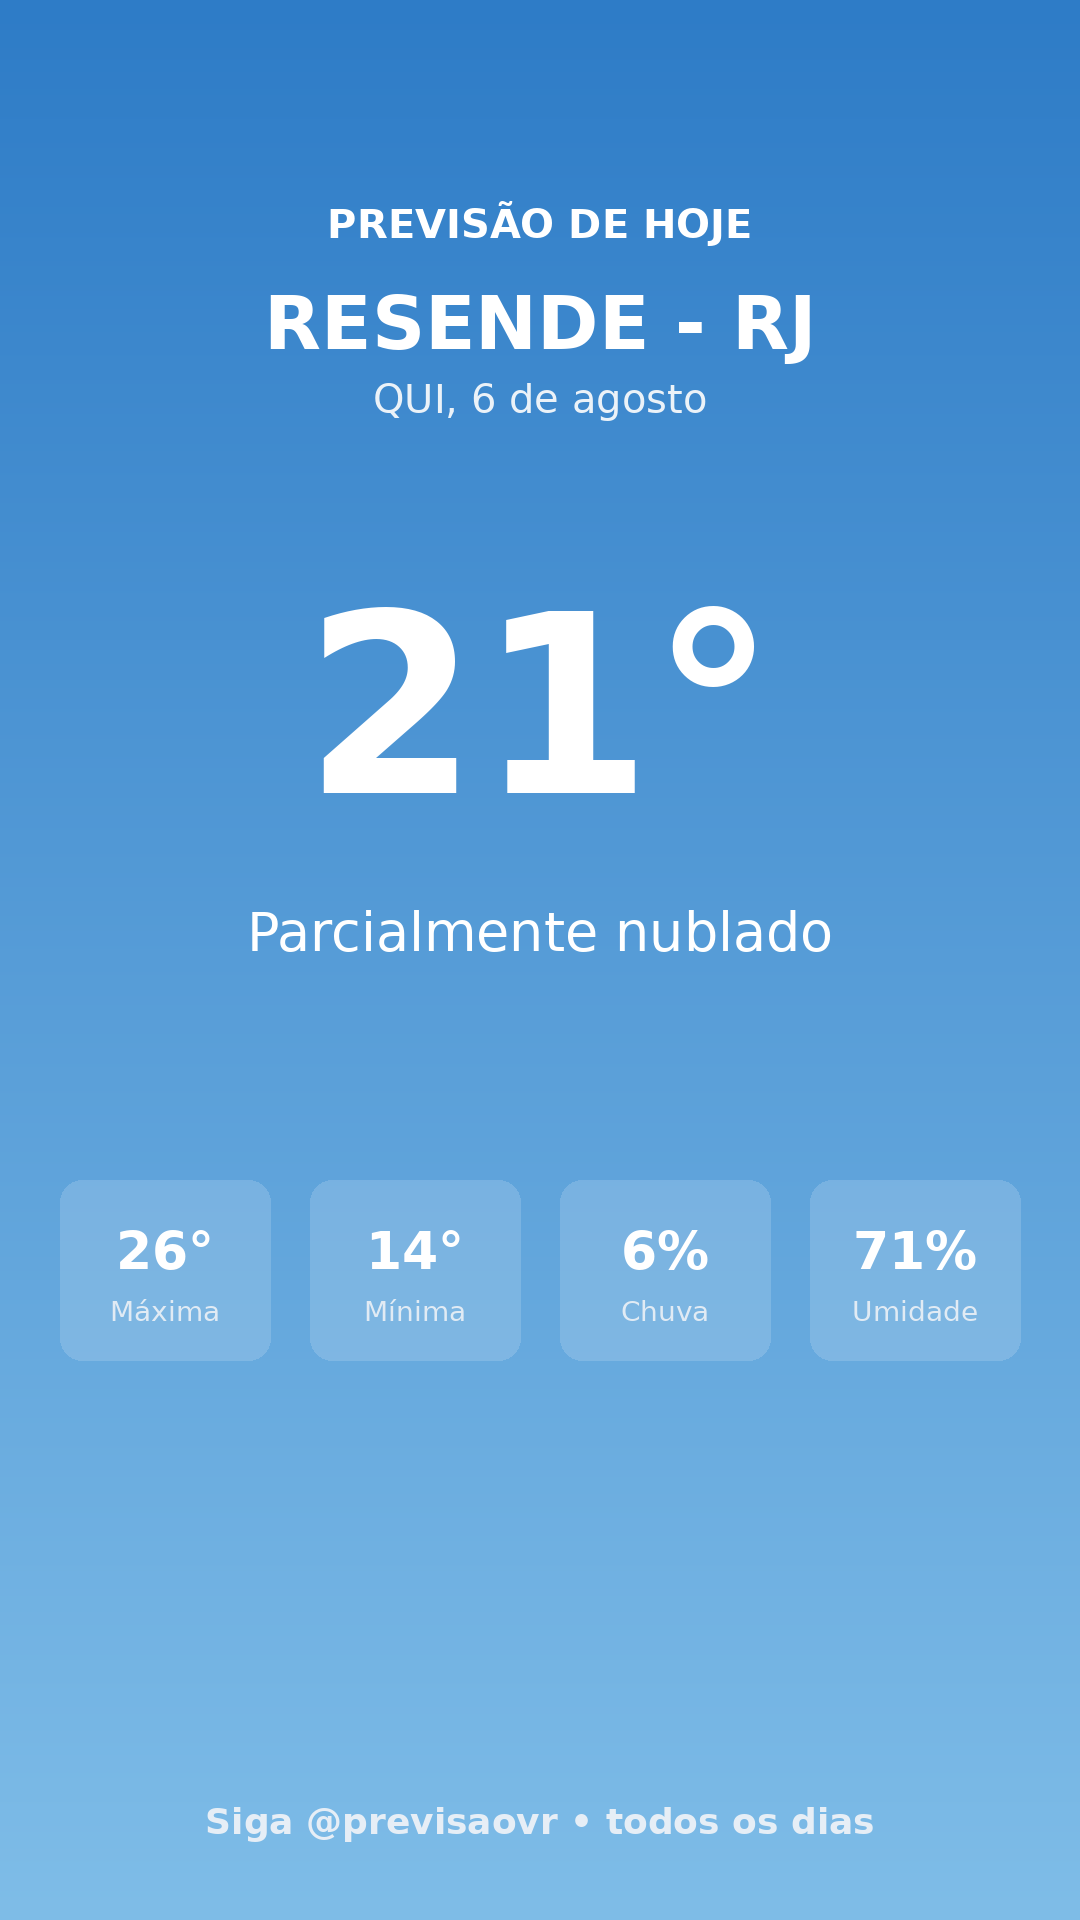 PREVISÃO DE HOJE
RESENDE - RJ
QUI, 6 de agosto
21°
Parcialmente nublado
26° 14° 6% 71%
Máxima Mínima Chuva Umidade
Siga @previsaovr • todos os dias